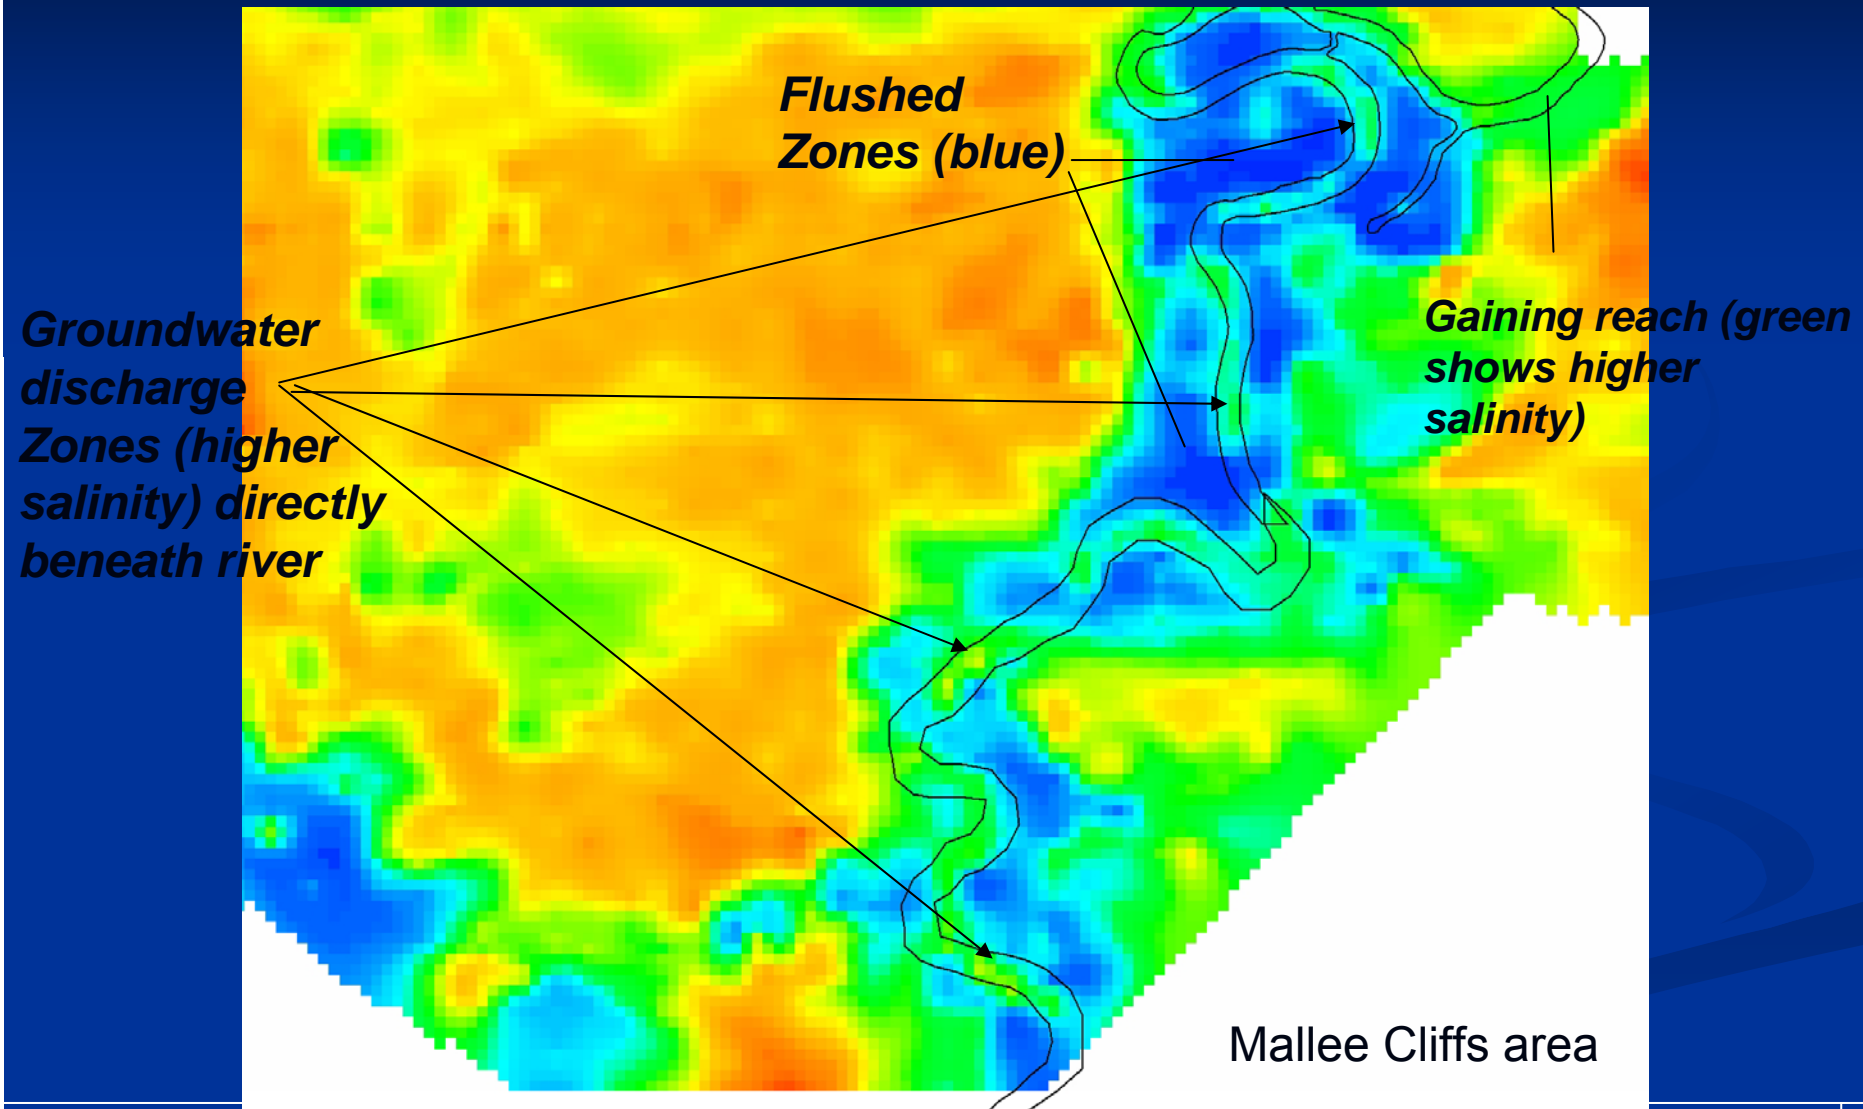 Flushed
Zones (blue)
Groundwater
discharge
Zones (higher
salinity) directly
beneath river
Gaining reach (green
shows higher
salinity)
Mallee Cliffs area